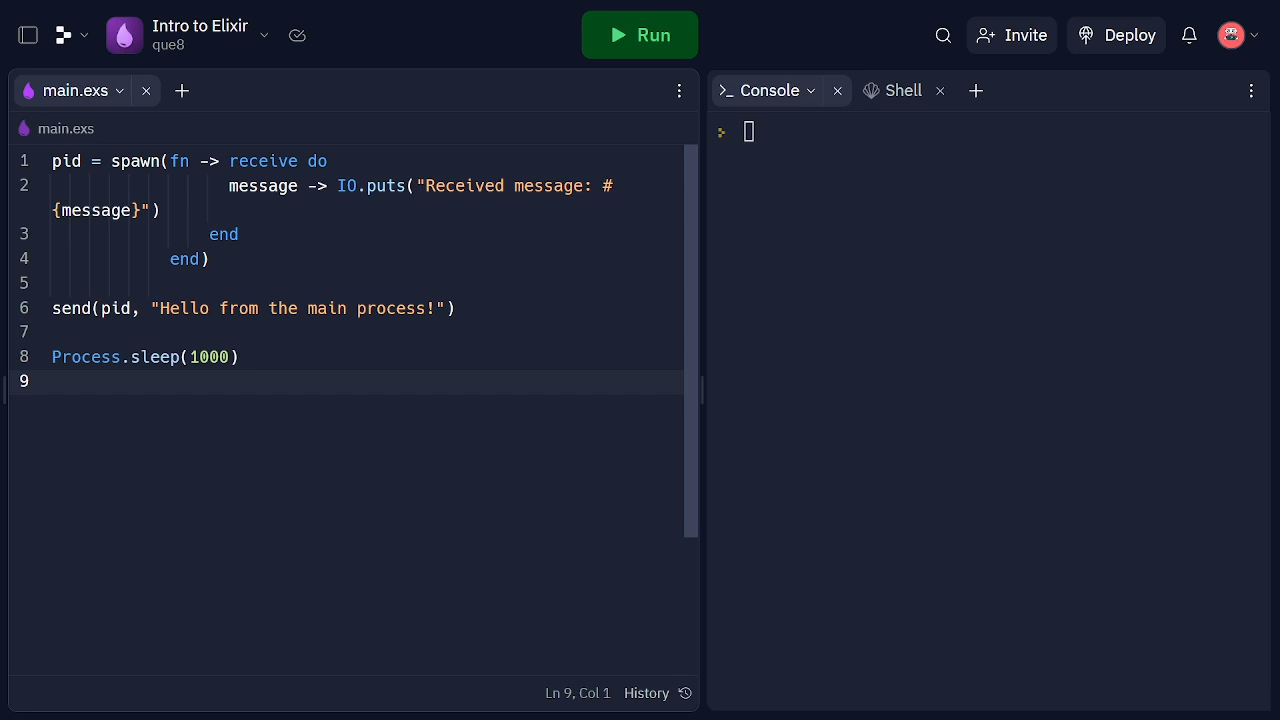 Intro to Elixir
que8
Run
Invite
Deploy
main.exs
Console
Shell
main.exs
1 pid = spawn(fn -> receive do
2 message -> IO.puts("Received message: #
{message}")
3 end
4 end)
5
6 send(pid, "Hello from the main process!")
7
8 Process.sleep(1000)
9
Ln 9, Col 1 History